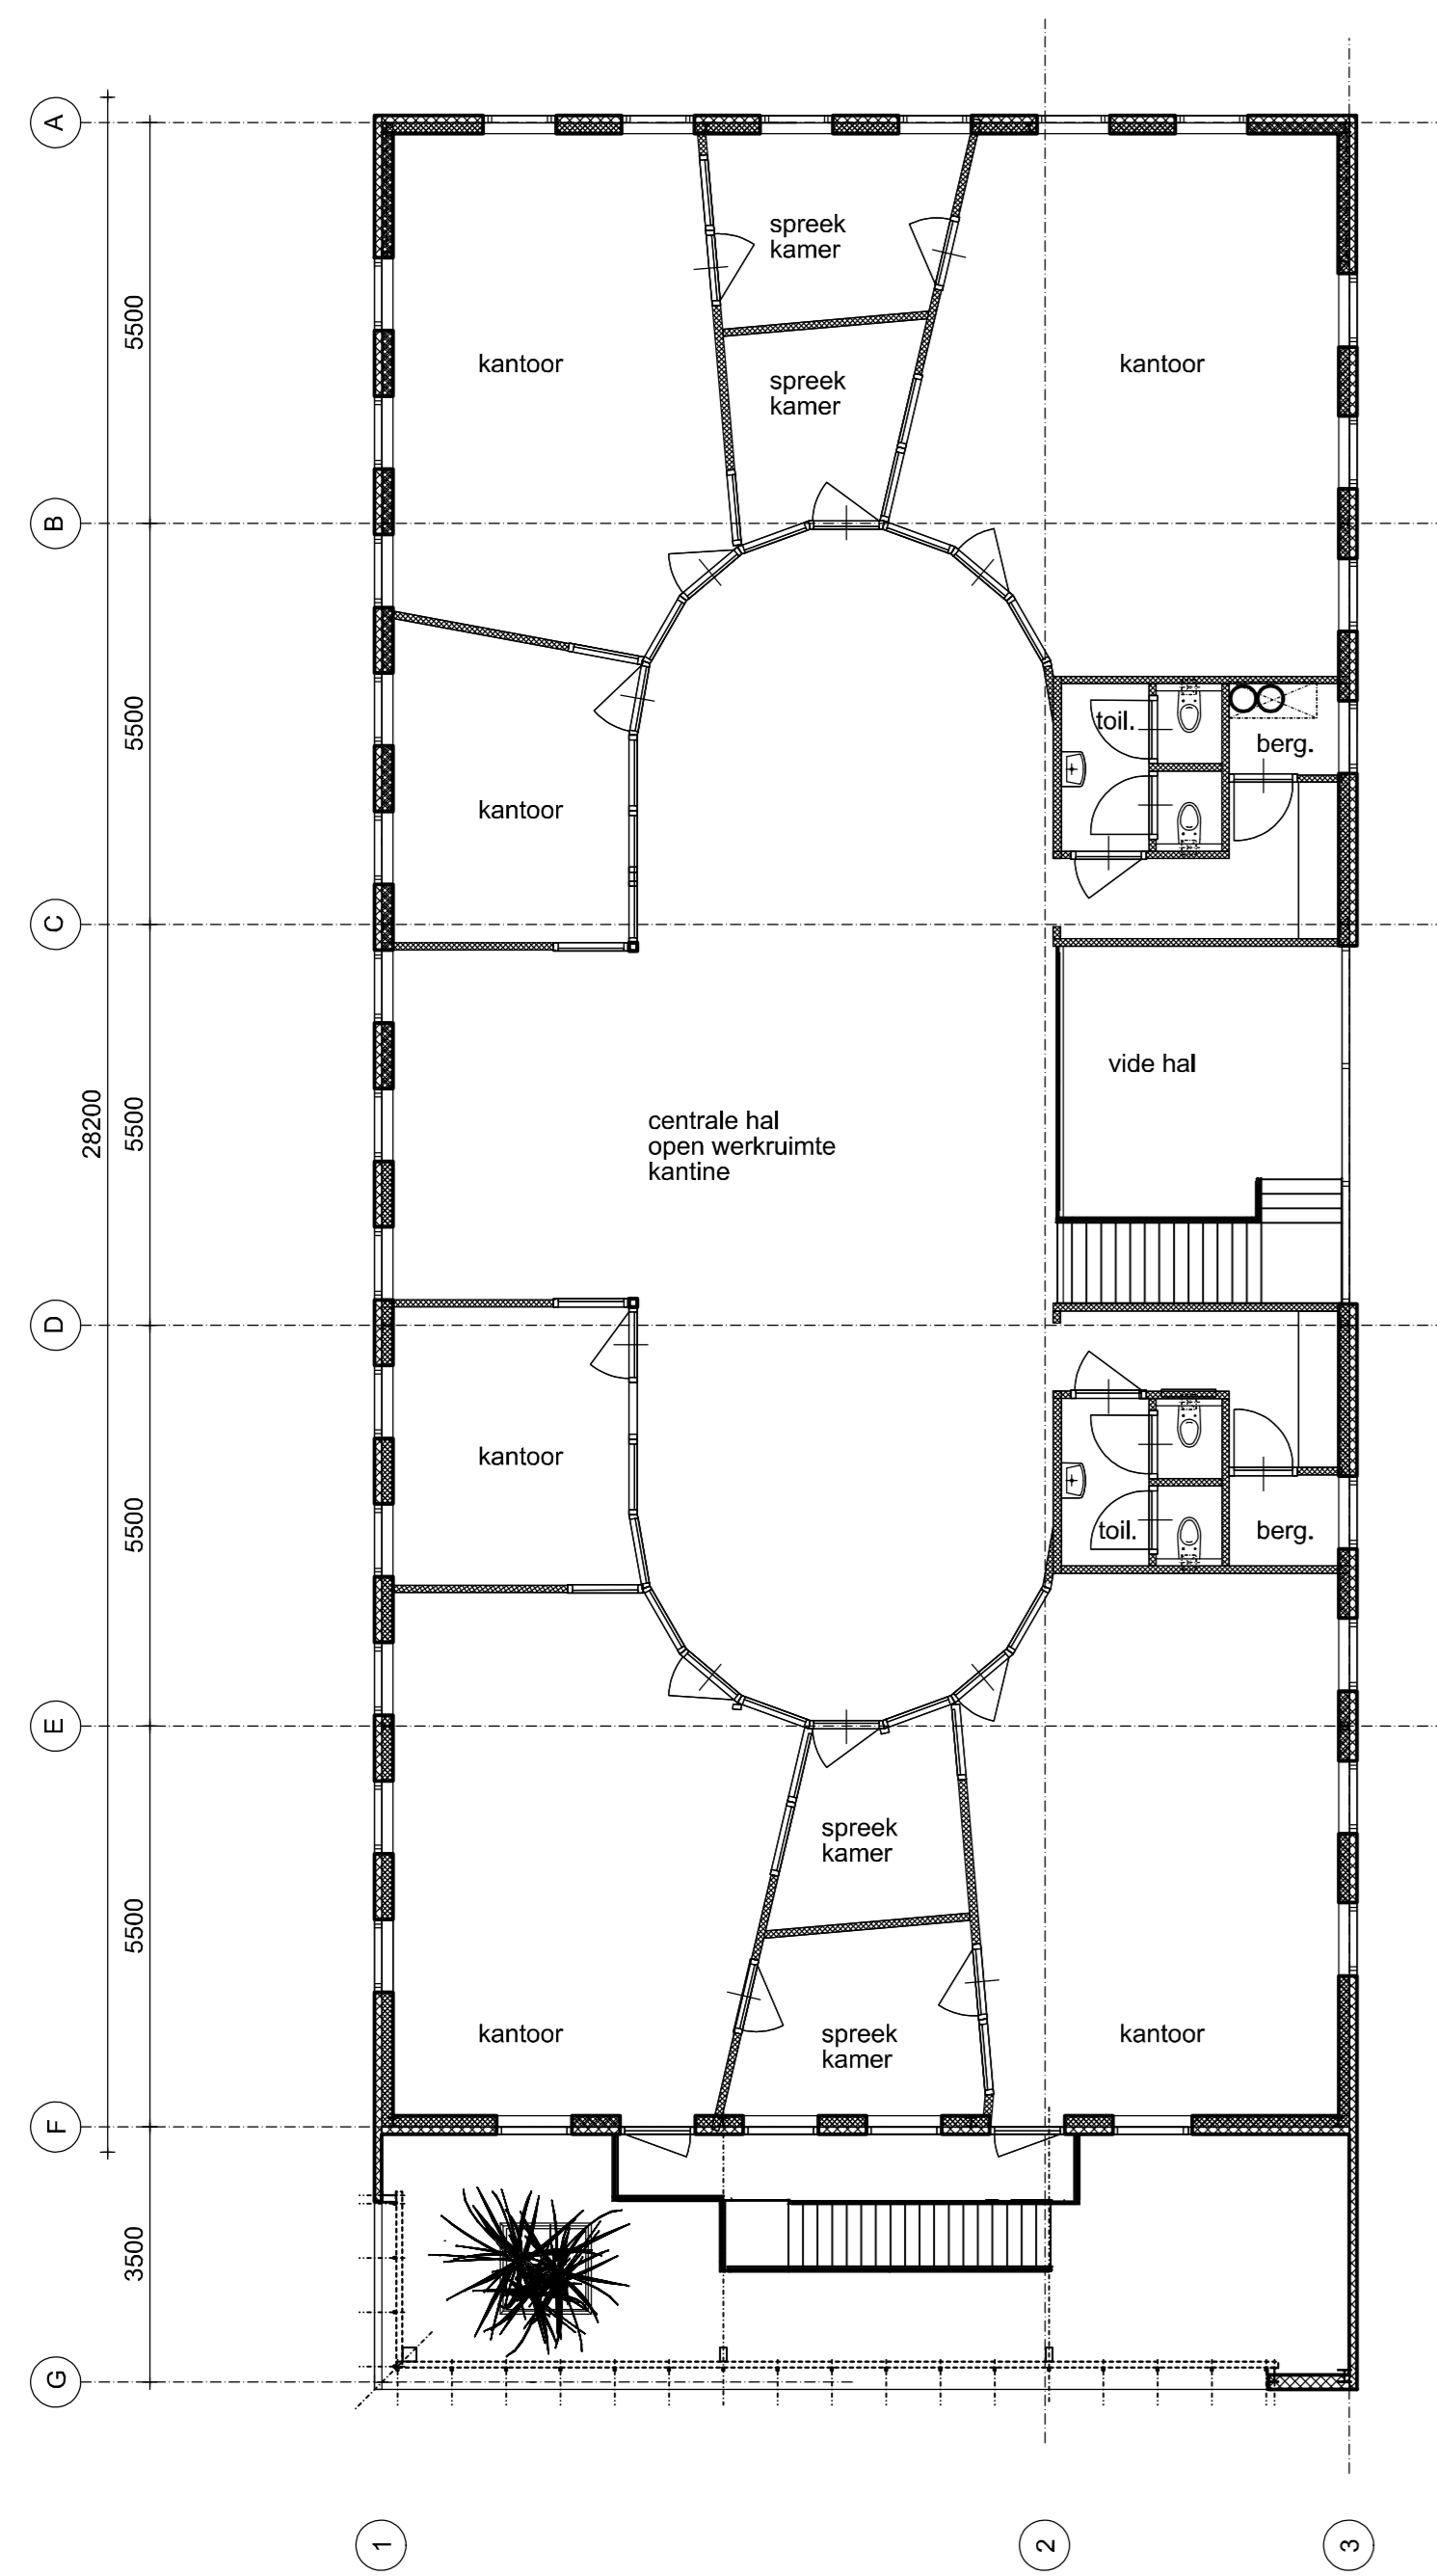 A
spreek
kamer
5500
kantoor
kantoor
spreek
kamer
B
5500
toil.
berg.
kantoor
C
vide hal
28200
5500
centrale hal
open werkruimte
kantine
D
kantoor
5500
toil.
berg.
E
spreek
kamer
5500
kantoor
spreek
kamer
kantoor
F
3500
G
1
2
3